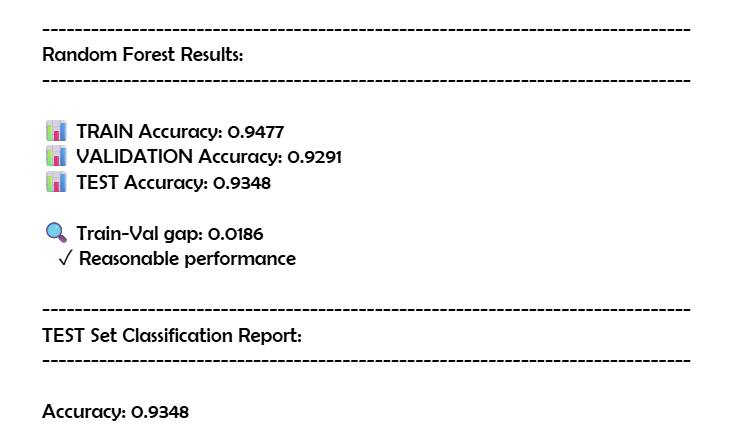 --------------------------------------------------------------------------------
Random Forest Results:
--------------------------------------------------------------------------------
📊 TRAIN Accuracy: 0.9477
📊 VALIDATION Accuracy: 0.9291
📊 TEST Accuracy: 0.9348
🔍 Train-Val gap: 0.0186
✓ Reasonable performance
--------------------------------------------------------------------------------
TEST Set Classification Report:
--------------------------------------------------------------------------------
Accuracy: 0.9348